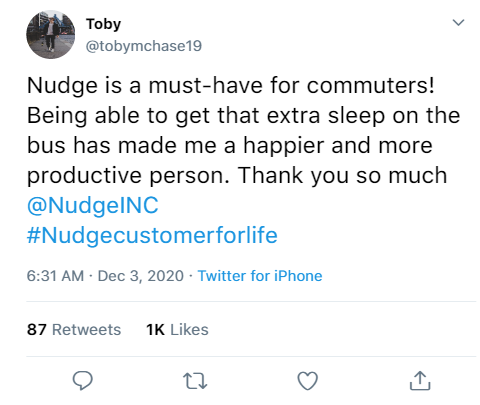 Toby
@tobymchase19
Nudge is a must-have for commuters!
Being able to get that extra sleep on the
bus has made me a happier and more
productive person. Thank you so much
@NudgeINC
#Nudgecustomerforlife
6:31 AM · Dec 3, 2020 · Twitter for iPhone
87 Retweets 1K Likes